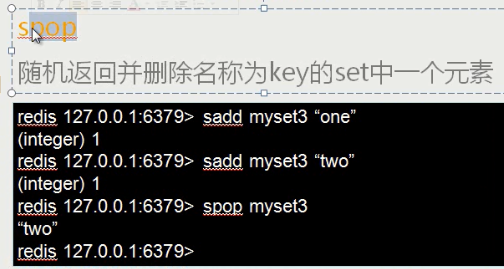 spop
随机返回并删除名称为key的set中一个元素
redis 127.0.0.1:6379> sadd myset3 “one”
(integer) 1
redis 127.0.0.1:6379> sadd myset3 “two”
(integer) 1
redis 127.0.0.1:6379> spop myset3
“two”
redis 127.0.0.1:6379>